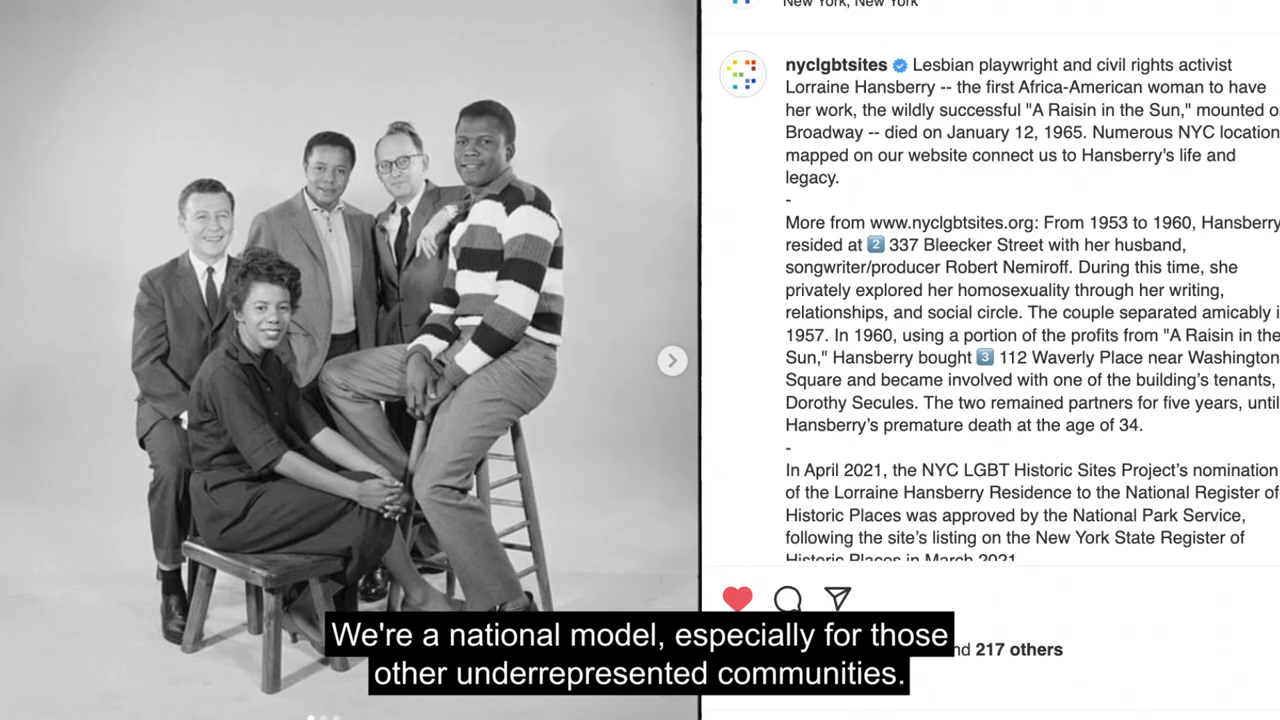 New York, New York
nyclgbtsites Lesbian playwright and civil rights activist
Lorraine Hansberry -- the first African-American woman to have
her work, the wildly successful "A Raisin in the Sun," mounted
Broadway -- died on January 12, 1965. Numerous NYC location
mapped on our website connect us to Hansberry's life and
legacy.
-
More from www.nyclgbtsites.org: From 1953 to 1960, Hansberry
resided at 2 337 Bleecker Street with her husband,
songwriter/producer Robert Nemiroff. During this time, she
privately explored her homosexuality through her writing,
relationships, and social circle. The couple separated amicably
1957. In 1960, using a portion of the profits from "A Raisin in the
Sun," Hansberry bought 3 112 Waverly Place near Washington
Square and became involved with one of the building's tenants,
Dorothy Secules. The two remained partners for five years, until
Hansberry's premature death at the age of 34.
-
In April 2021, the NYC LGBT Historic Sites Project's nomination
of the Lorraine Hansberry Residence to the National Register of
Historic Places was approved by the National Park Service,
following the site's listing on the New York State Register of
Historic Places in March 2021
217 others
We're a national model, especially for those
other underrepresented communities.